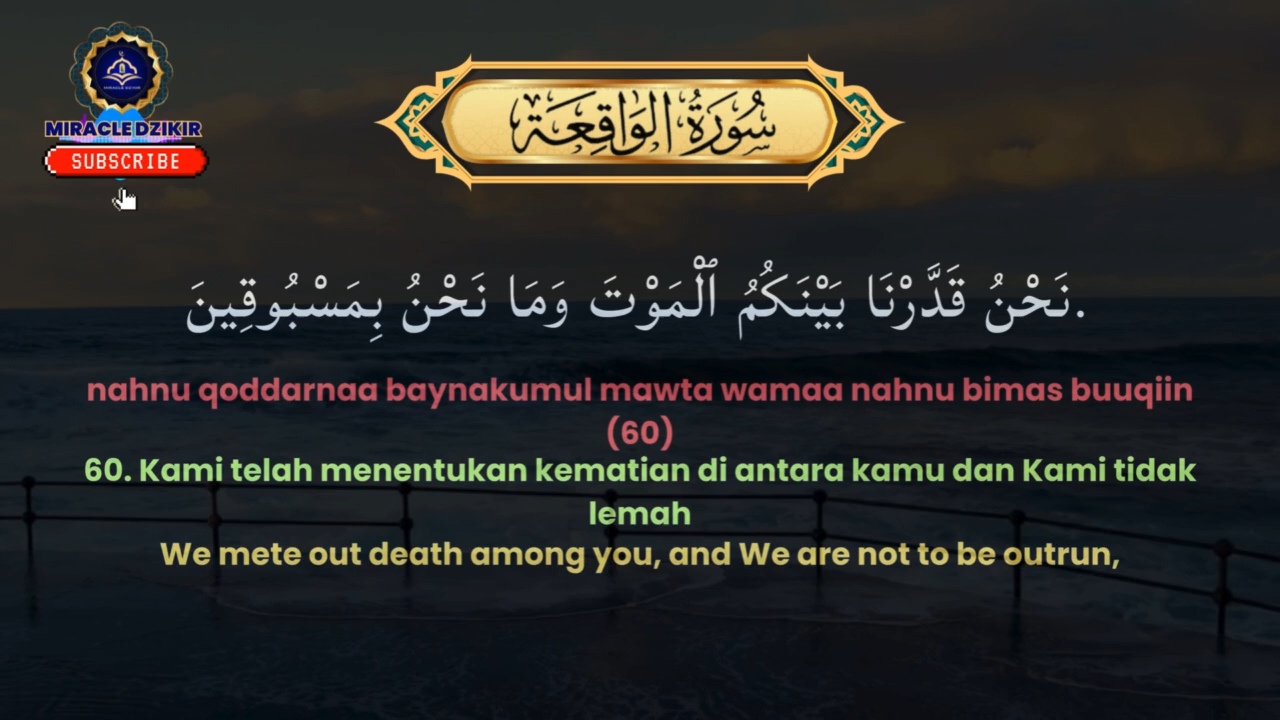 MIRACLE DZIKIR
SUBSCRIBE
سُورَةُ الوَاقِعَة
نَحْنُ قَدَّرْنَا بَيْنَكُمُ ٱلْمَوْتَ وَمَا نَحْنُ بِمَسْبُوقِينَ.
nahnu qoddarnaa baynakumul mawta wamaa nahnu bimas buuqiin
(60)
60. Kami telah menentukan kematian di antara kamu dan Kami tidak
lemah
We mete out death among you, and We are not to be outrun,